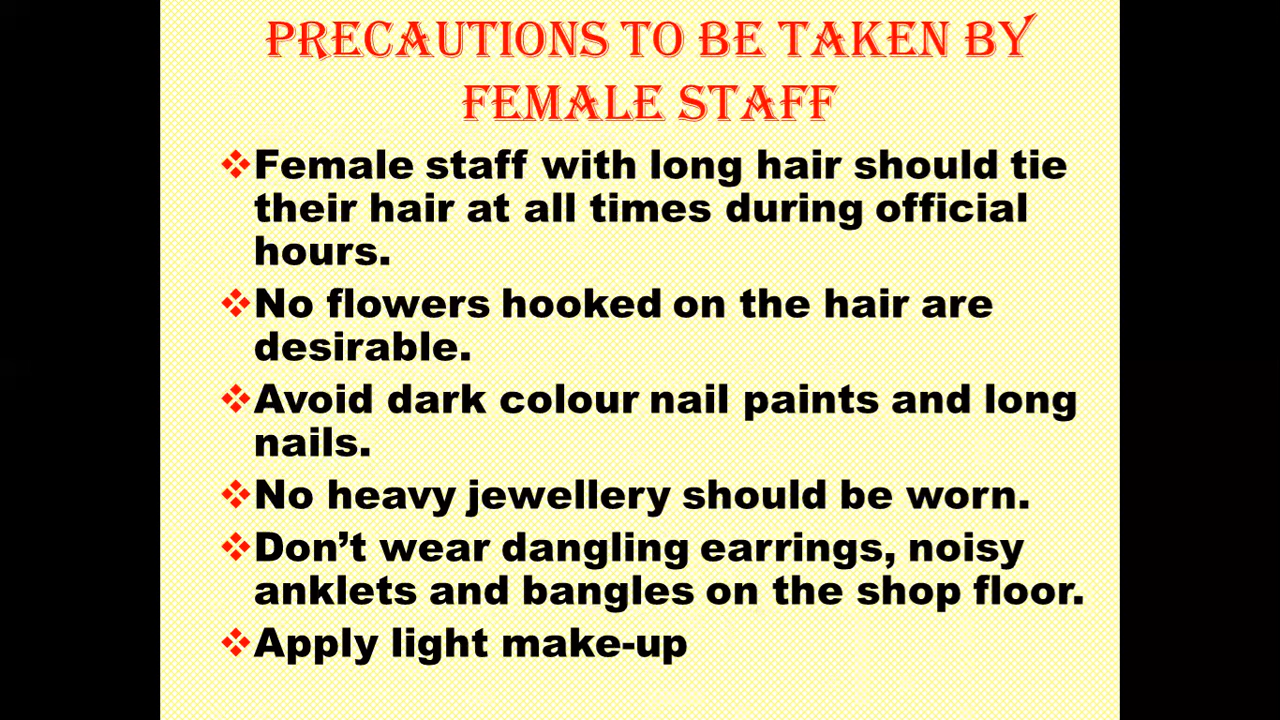 PRECAUTIONS TO BE TAKEN BY
FEMALE STAFF
❖Female staff with long hair should tie
their hair at all times during official
hours.
❖No flowers hooked on the hair are
desirable.
❖Avoid dark colour nail paints and long
nails.
❖No heavy jewellery should be worn.
❖Don’t wear dangling earrings, noisy
anklets and bangles on the shop floor.
❖Apply light make-up